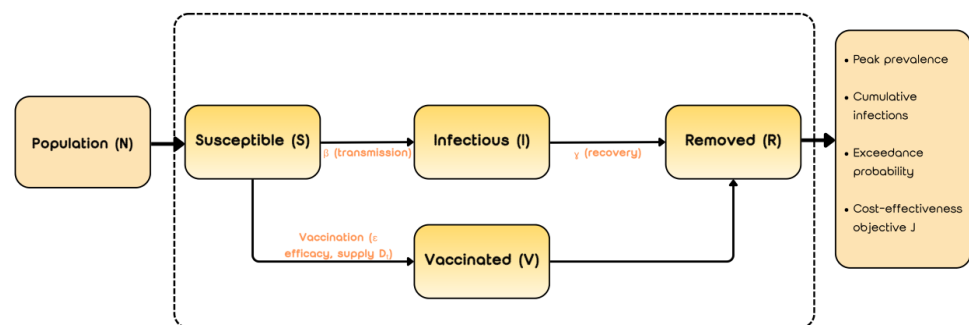 Population (N)
Susceptible (S)
β (transmission)
Infectious (I)
γ (recovery)
Removed (R)
Vaccination (ε
efficacy, supply Dₜ)
Vaccinated (V)
• Peak prevalence
• Cumulative
infections
• Exceedance
probability
• Cost-effectiveness
objective J